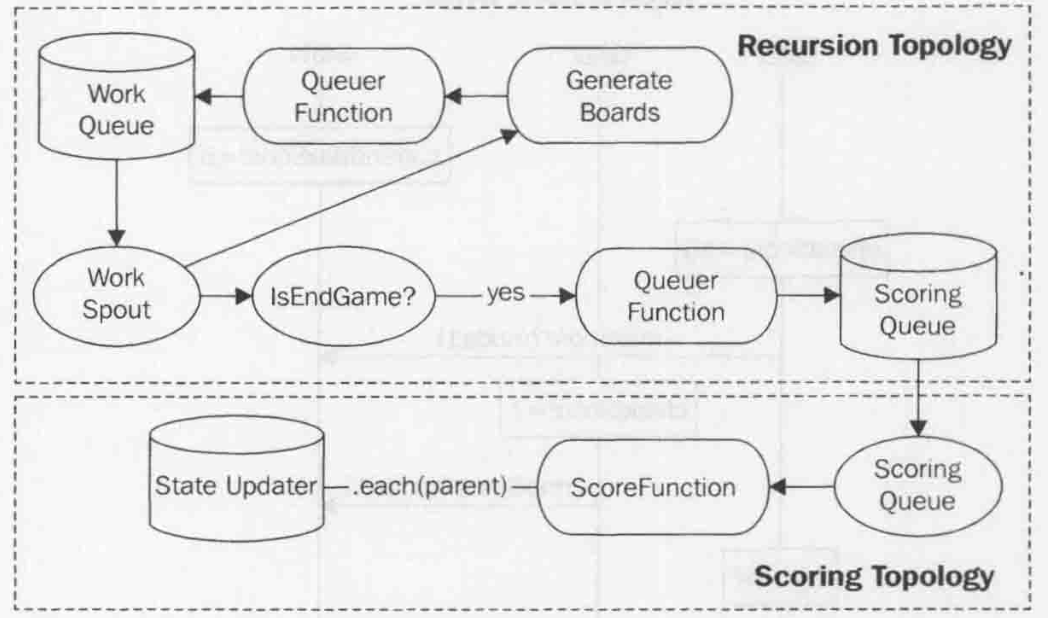 Recursion Topology
Work
Queue
Queuer
Function
Generate
Boards
Work
Spout
IsEndGame?
yes
Queuer
Function
Scoring
Queue
State Updater
.each(parent)
ScoreFunction
Scoring
Queue
Scoring Topology